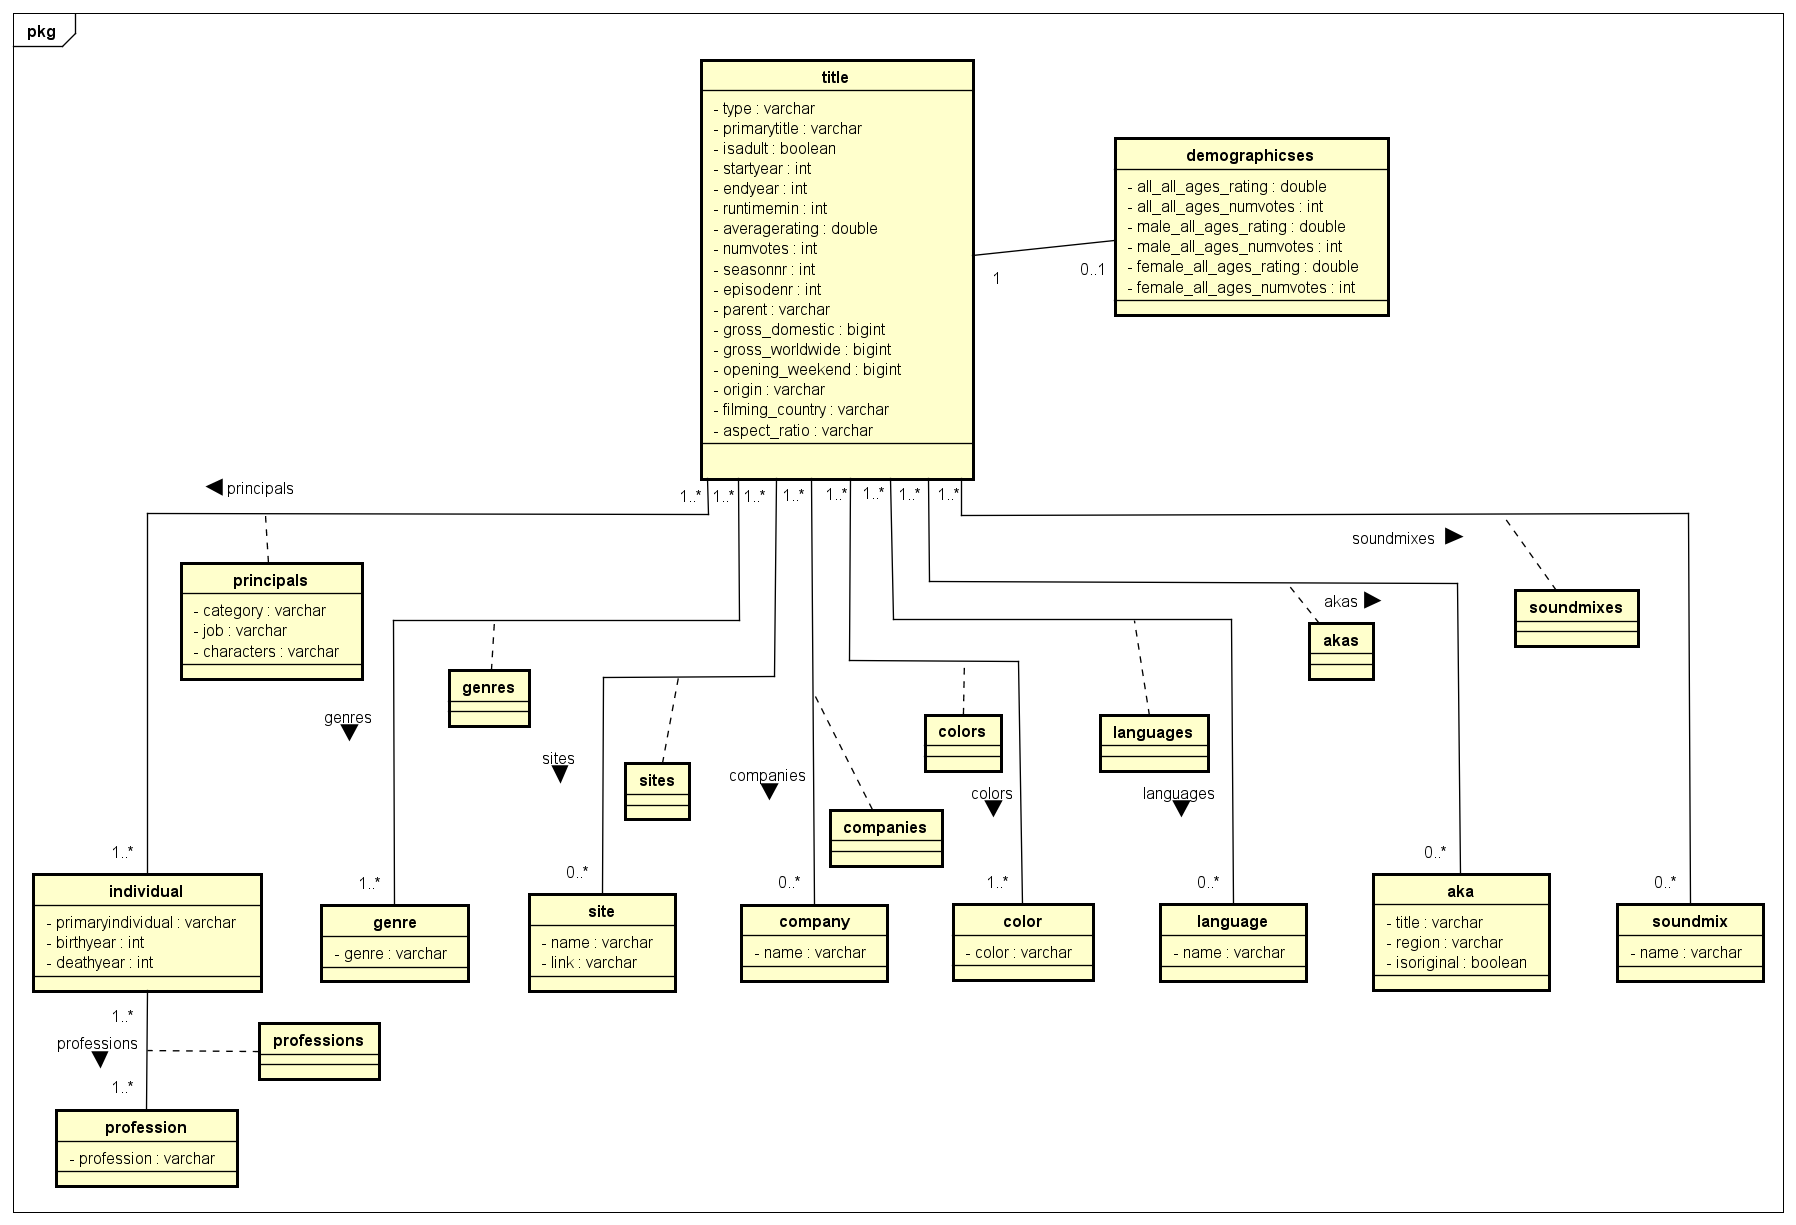 pkg
title
- type : varchar
- primarytitle : varchar
- isadult : boolean
- startyear : int
- endyear : int
- runtimemin : int
- averagerating : double
- numvotes : int
- seasonnr : int
- episodenr : int
- parent : varchar
- gross_domestic : bigint
- gross_worldwide : bigint
- opening_weekend : bigint
- origin : varchar
- filming_country : varchar
- aspect_ratio : varchar
demographicses
- all_all_ages_rating : double
- all_all_ages_numvotes : int
- male_all_ages_rating : double
- male_all_ages_numvotes : int
- female_all_ages_rating : double
- female_all_ages_numvotes : int
1
0..1
principals
1..*
1..*
1..*
1..*
1..*
1..*
1..*
1..*
soundmixes
principals
- category : varchar
- job : varchar
- characters : varchar
akas
soundmixes
akas
genres
genres
sites
sites
companies
companies
colors
colors
languages
languages
1..*
1..*
0..*
0..*
1..*
0..*
0..*
0..*
individual
- primaryindividual : varchar
- birthyear : int
- deathyear : int
genre
- genre : varchar
site
- name : varchar
- link : varchar
company
- name : varchar
color
- color : varchar
language
- name : varchar
aka
- title : varchar
- region : varchar
- isoriginal : boolean
soundmix
- name : varchar
1..*
professions
professions
1..*
profession
- profession : varchar